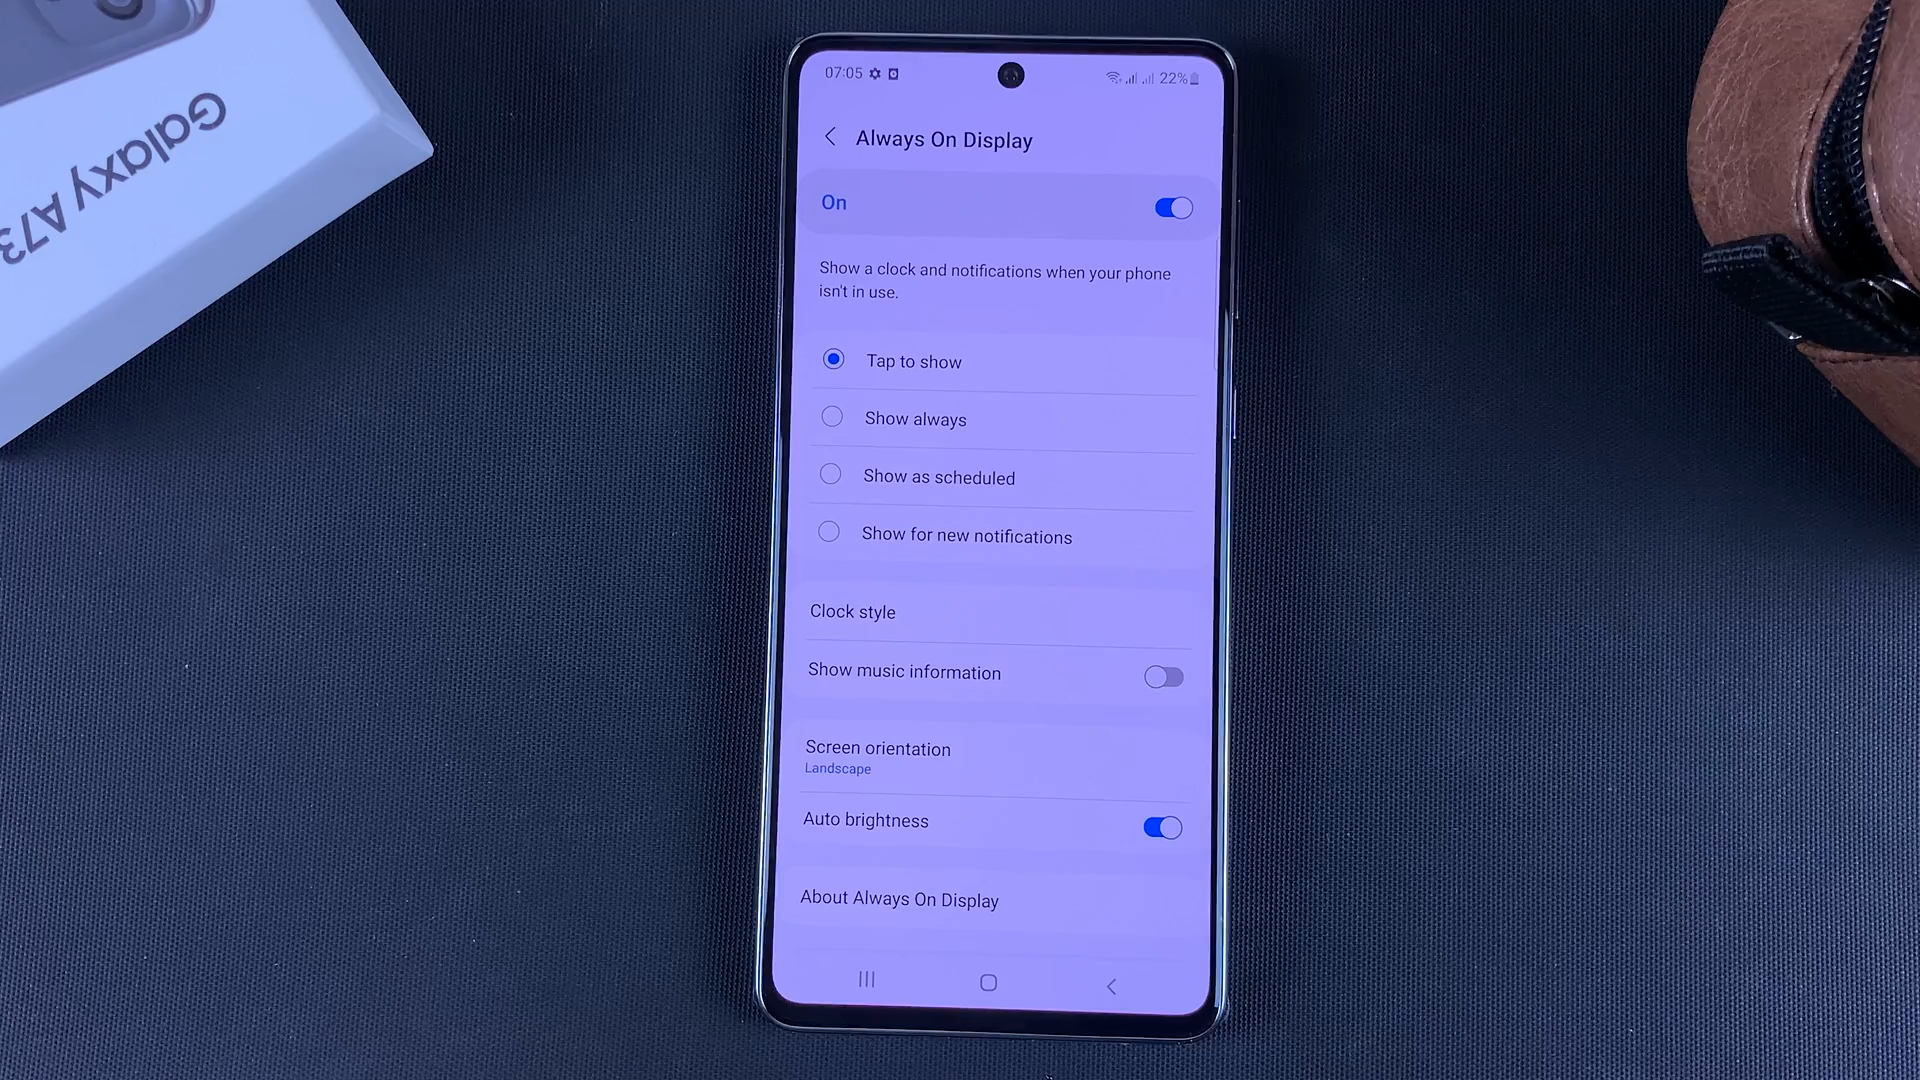 Galaxy A73
07:05 22%
Always On Display
On
Show a clock and notifications when your phone
isn't in use.
Tap to show
Show always
Show as scheduled
Show for new notifications
Clock style
Show music information
Screen orientation
Landscape
Auto brightness
About Always On Display